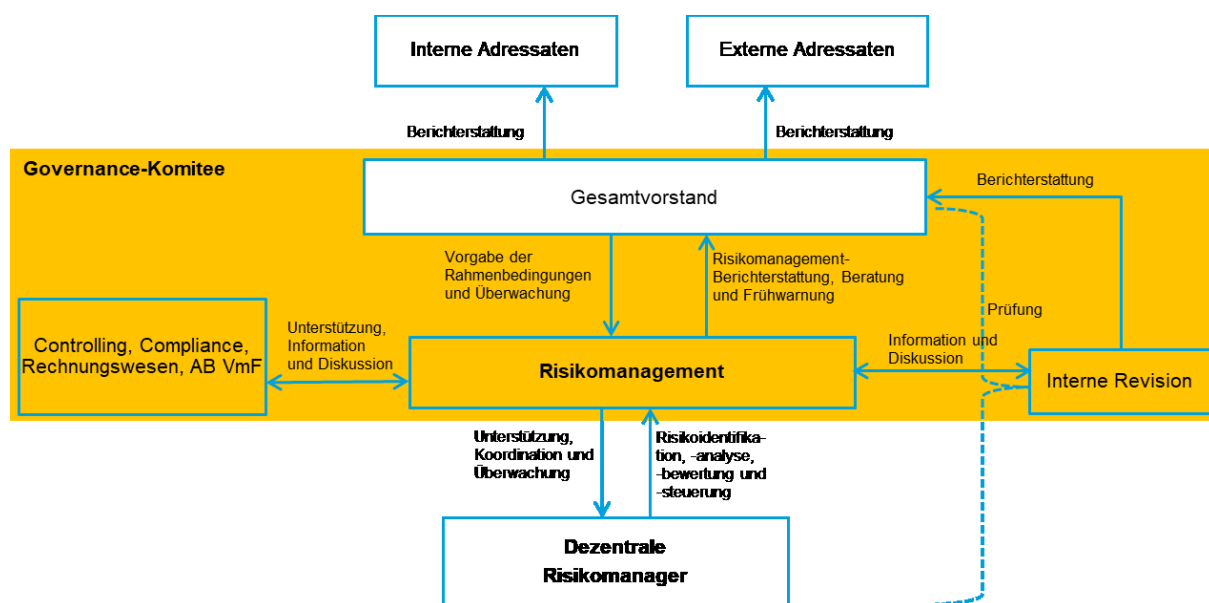 Interne Adressaten
Externe Adressaten
Berichterstattung
Berichterstattung
Governance-Komitee
Gesamtvorstand
Berichterstattung
Vorgabe der
Rahmenbedingungen
und Überwachung
Risikomanagement-
Berichterstattung, Beratung
und Frühwarnung
Prüfung
Controlling, Compliance,
Rechnungswesen, AB VmF
Unterstützung,
Information
und Diskussion
Risikomanagement
Information und
Diskussion
Interne Revision
Unterstützung,
Koordination und
Überwachung
Risikoidentifika-
tion, -analyse,
-bewertung und
-steuerung
Dezentrale
Risikomanager